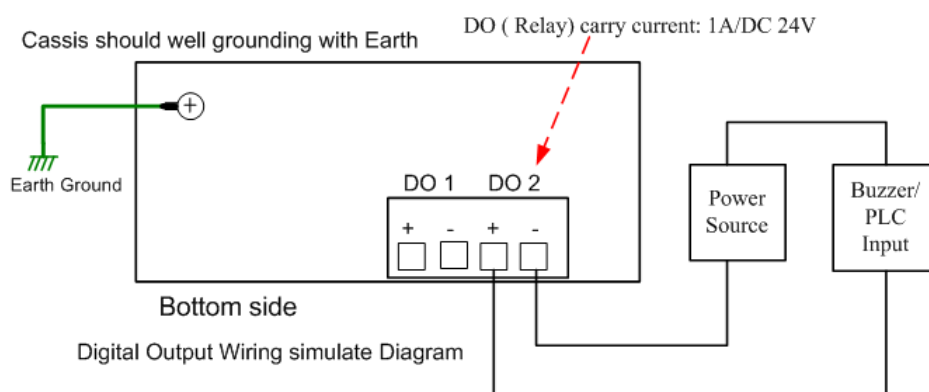 DO ( Relay) carry current: 1A/DC 24V
Cassis should well grounding with Earth
Earth Ground
DO 1 DO 2
+ - + -
Power
Source
Buzzer/
PLC
Input
Bottom side
Digital Output Wiring simulate Diagram